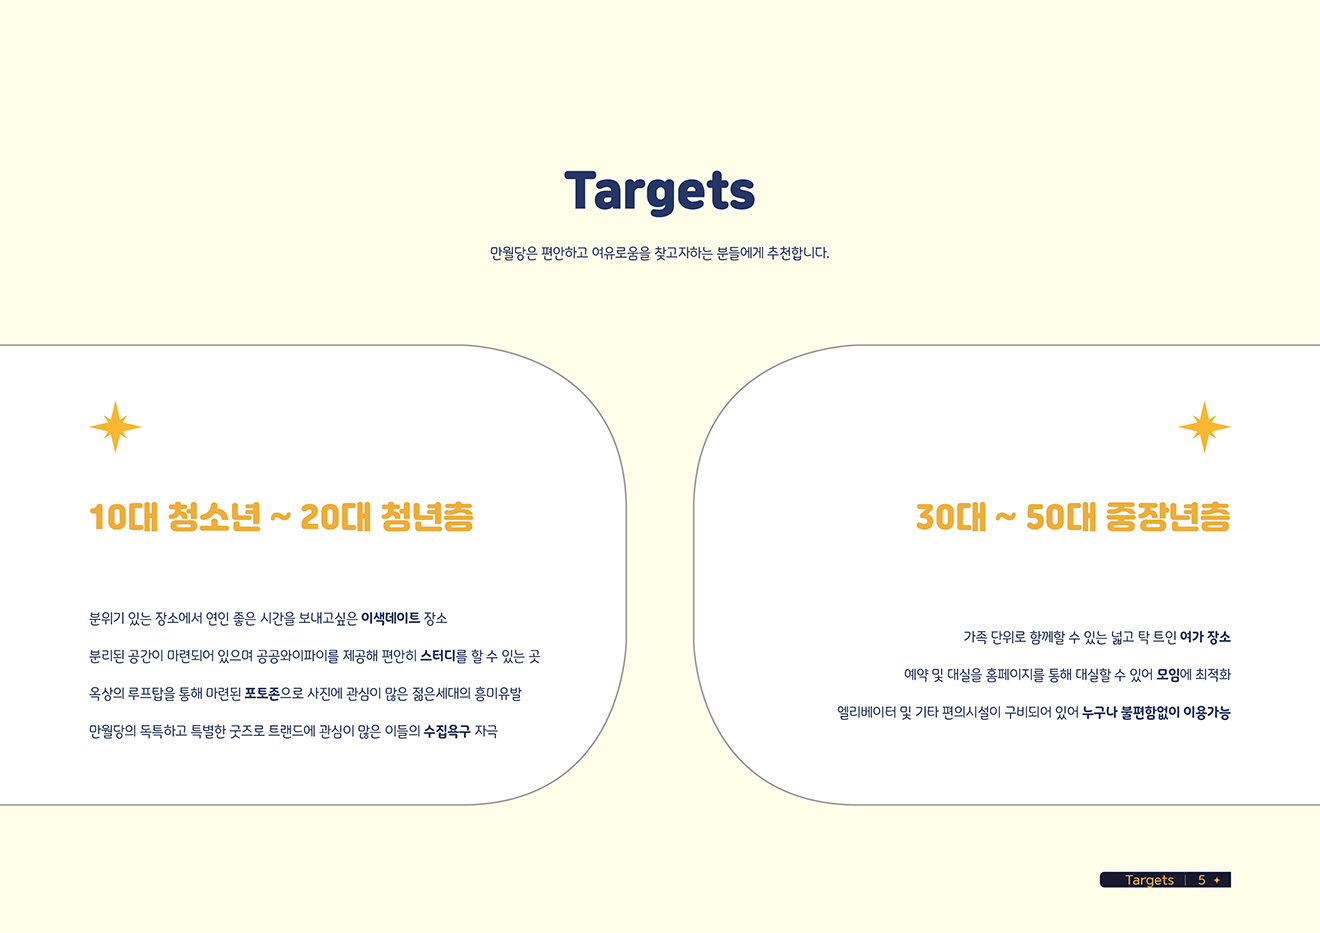 Targets
만월당은 편안하고 여유로움을 찾고자하는 분들에게 추천합니다.
10대 청소년 ~ 20대 청년층
분위기 있는 장소에서 연인 좋은 시간을 보내고싶은 이색데이트 장소
분리된 공간이 마련되어 있으며 공공와이파이를 제공해 편안히 스터디를 할 수 있는 곳
옥상의 루프탑을 통해 마련된 포토존으로 사진에 관심이 많은 젊은세대의 흥미유발
만월당의 독특하고 특별한 굿즈로 트랜드에 관심이 많은 이들의 수집욕구 자극
30대 ~ 50대 중장년층
가족 단위로 함께할 수 있는 넓고 탁 트인 여가 장소
예약 및 대실을 홈페이지를 통해 대실할 수 있어 모임에 최적화
엘리베이터 및 기타 편의시설이 구비되어 있어 누구나 불편함없이 이용가능
Targets | 5